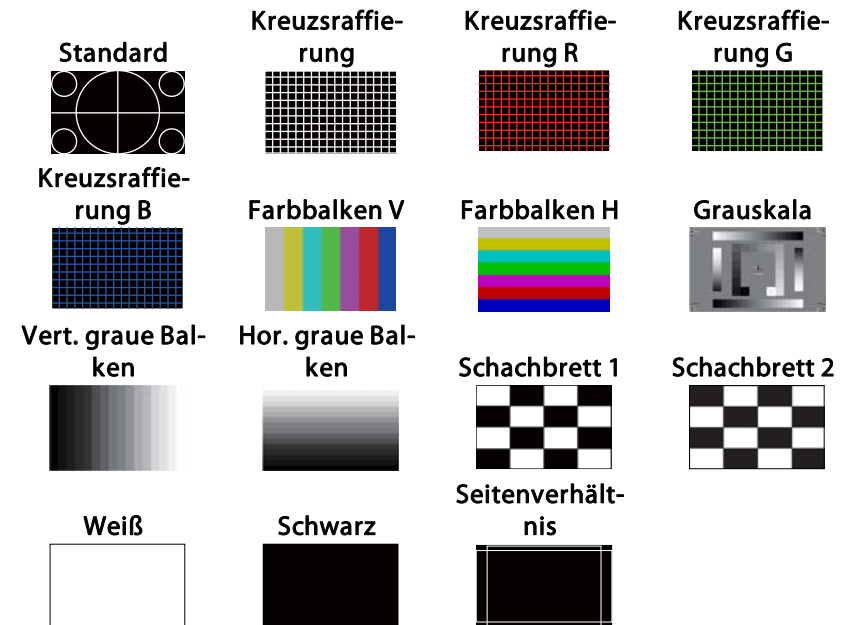 Standard
Kreuzsraffie-
rung
Kreuzsraffie-
rung R
Kreuzsraffie-
rung G
Kreuzsraffie-
rung B
Farbbalken V
Farbbalken H
Grauskala
Vert. graue Bal-
ken
Hor. graue Bal-
ken
Schachbrett 1
Schachbrett 2
Weiß
Schwarz
Seitenverhält-
nis